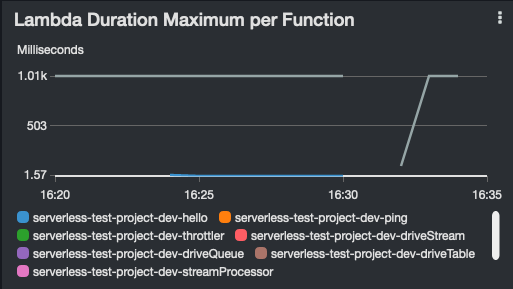 Lambda Duration Maximum per Function
Milliseconds
1.01k
503
1.57
16:20 16:25 16:30 16:35
serverless-test-project-dev-hello serverless-test-project-dev-ping
serverless-test-project-dev-throttler serverless-test-project-dev-driveStream
serverless-test-project-dev-driveQueue serverless-test-project-dev-driveTable
serverless-test-project-dev-streamProcessor